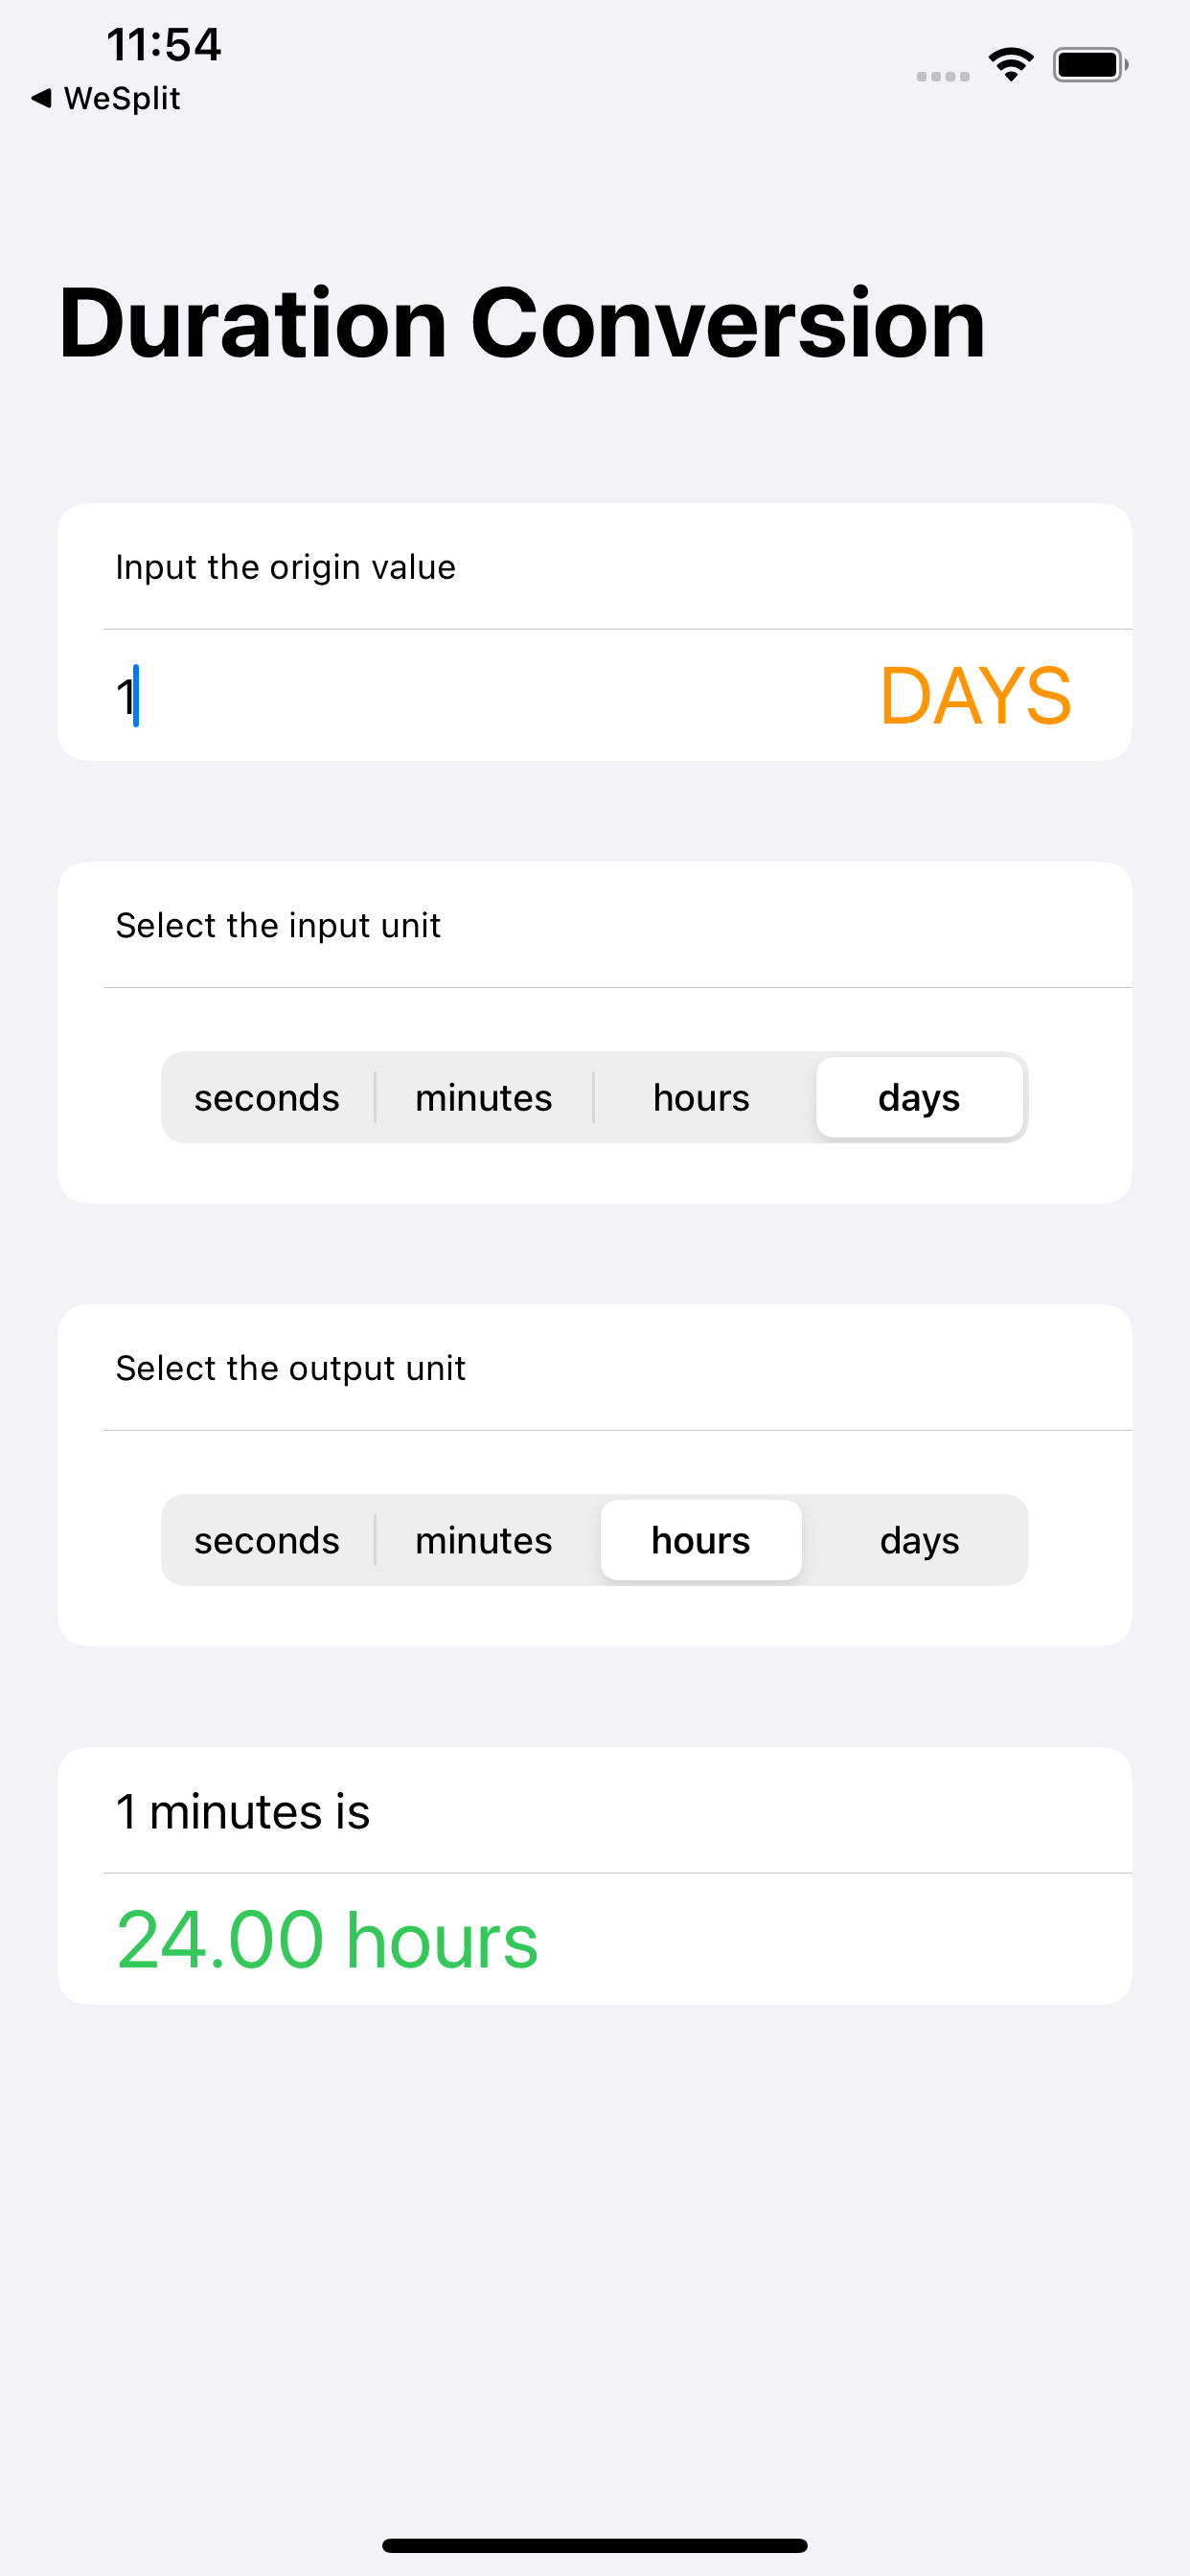 11:54
◀ WeSplit
Duration Conversion
Input the origin value
1 DAYS
Select the input unit
seconds minutes hours days
Select the output unit
seconds minutes hours days
1 minutes is
24.00 hours